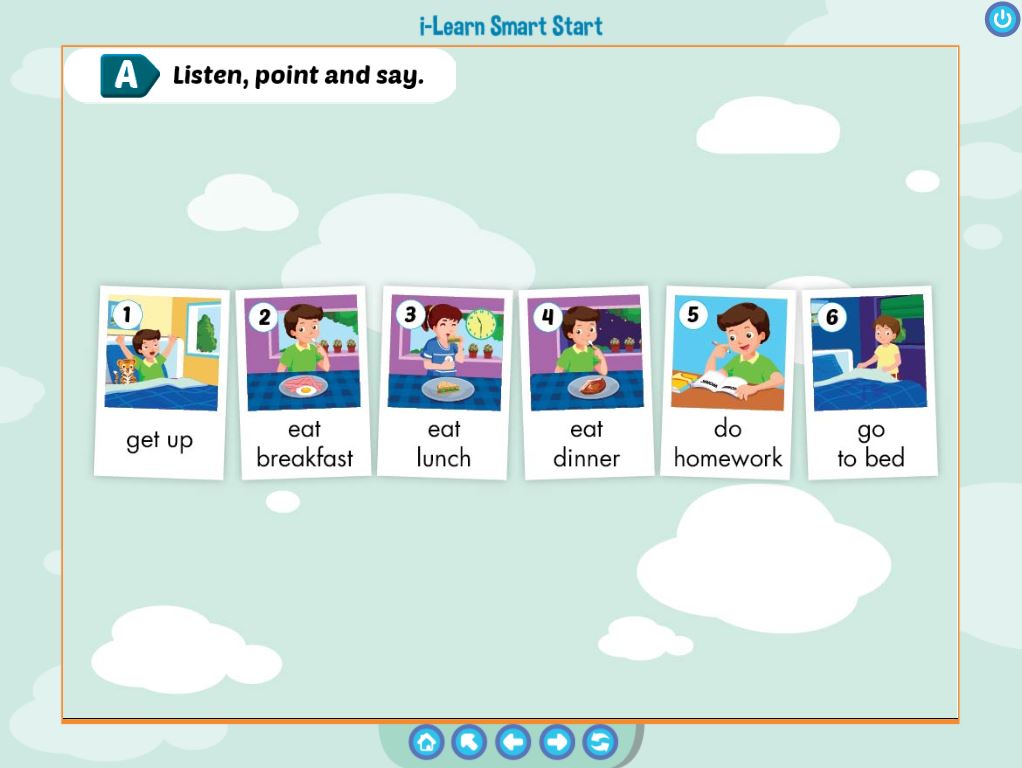 i-Learn Smart Start
A Listen, point and say.
1
2
3
4
5
6
get up
eat
breakfast
eat
lunch
eat
dinner
do
homework
go
to bed